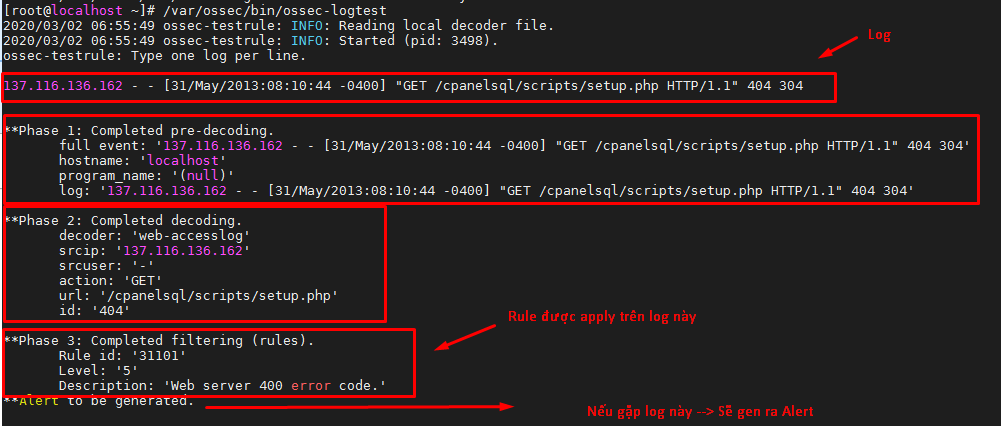 [root@localhost ~]# /var/ossec/bin/ossec-logtest
2020/03/02 06:55:49 ossec-testrule: INFO: Reading local decoder file.
2020/03/02 06:55:49 ossec-testrule: INFO: Started (pid: 3498).
ossec-testrule: Type one log per line.
Log
137.116.136.162 - - [31/May/2013:08:10:44 -0400] "GET /cpanelsql/scripts/setup.php HTTP/1.1" 404 304
**Phase 1: Completed pre-decoding.
full event: '137.116.136.162 - - [31/May/2013:08:10:44 -0400] "GET /cpanelsql/scripts/setup.php HTTP/1.1" 404 304'
hostname: 'localhost'
program_name: '(null)'
log: '137.116.136.162 - - [31/May/2013:08:10:44 -0400] "GET /cpanelsql/scripts/setup.php HTTP/1.1" 404 304'
**Phase 2: Completed decoding.
decoder: 'web-accesslog'
srcip: '137.116.136.162'
srcuser: '-'
action: 'GET'
url: '/cpanelsql/scripts/setup.php'
id: '404'
Rule được apply trên log này
**Phase 3: Completed filtering (rules).
Rule id: '31101'
Level: '5'
Description: 'Web server 400 error code.'
**Alert to be generated.
Nếu gặp log này --> Sẽ gen ra Alert